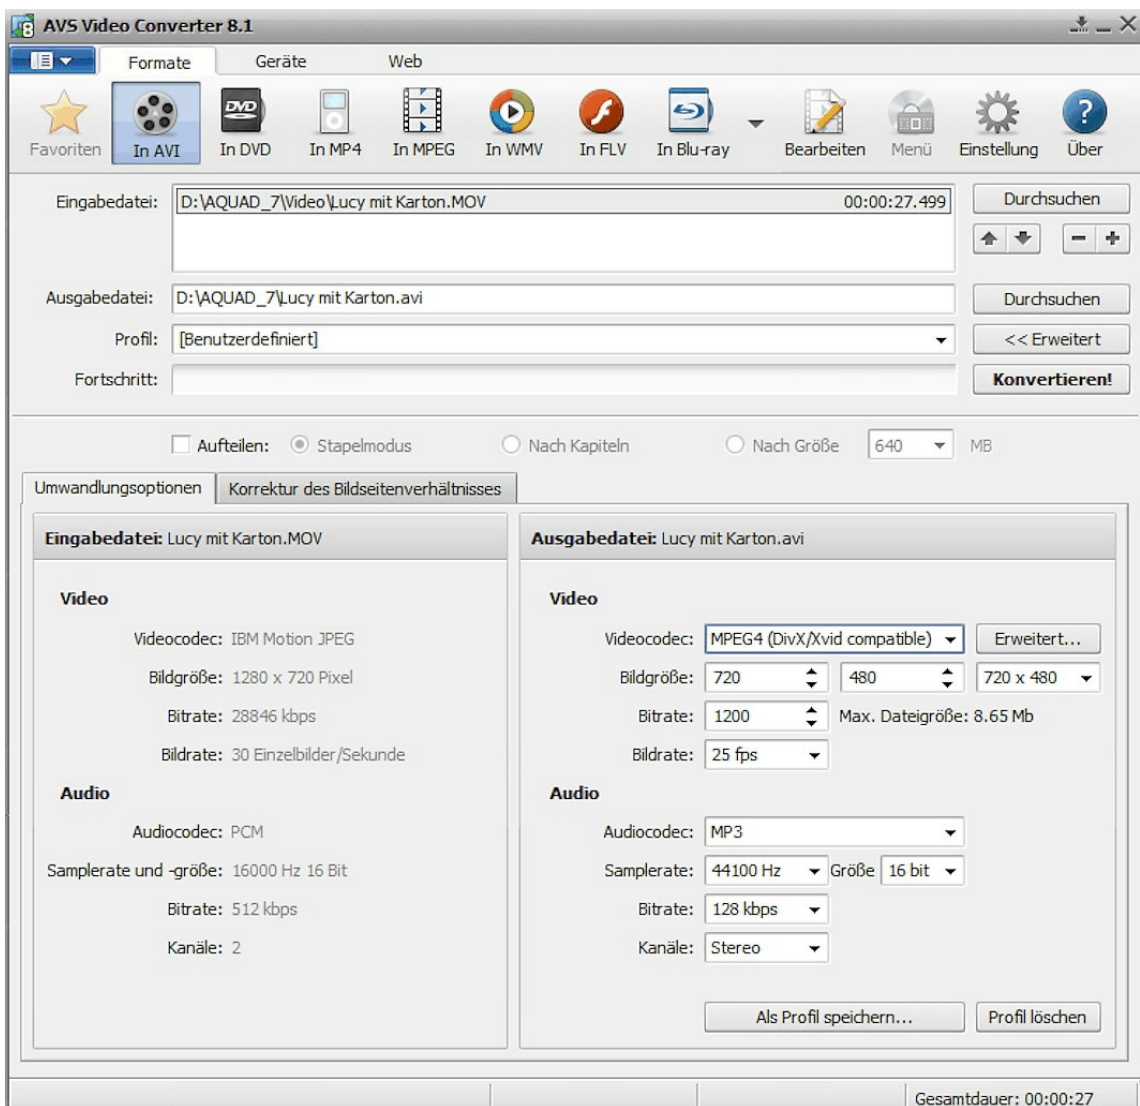 AVS Video Converter 8.1
Formate Geräte Web
Favoriten In AVI In DVD In MP4 In MPEG In WMV In FLV In Blu-ray Bearbeiten Menü Einstellung Über
Eingabedatei: D:\AQUAD_7\Video\Lucy mit Karton.MOV 00:00:27.499 Durchsuchen
Ausgabedatei: D:\AQUAD_7\Lucy mit Karton.avi Durchsuchen
Profil: [Benutzerdefiniert] << Erweitert
Fortschritt: Konvertieren!
Aufteilen: Stapelmodus Nach Kapiteln Nach Größe 640 MB
Umwandlungsoptionen Korrektur des Bildseitenverhältnisses
Eingabedatei: Lucy mit Karton.MOV
Video
Videocodec: IBM Motion JPEG
Bildgröße: 1280 x 720 Pixel
Bitrate: 28846 kbps
Bildrate: 30 Einzelbilder/Sekunde
Audio
Audiocodec: PCM
Samplerate und -größe: 16000 Hz 16 Bit
Bitrate: 512 kbps
Kanäle: 2
Ausgabedatei: Lucy mit Karton.avi
Video
Videocodec: MPEG4 (DivX/Xvid compatible) Erweitert...
Bildgröße: 720 480 720 x 480
Bitrate: 1200 Max. Dateigröße: 8.65 Mb
Bildrate: 25 fps
Audio
Audiocodec: MP3
Samplerate: 44100 Hz Größe 16 bit
Bitrate: 128 kbps
Kanäle: Stereo
Als Profil speichern... Profil löschen
Gesamtdauer: 00:00:27